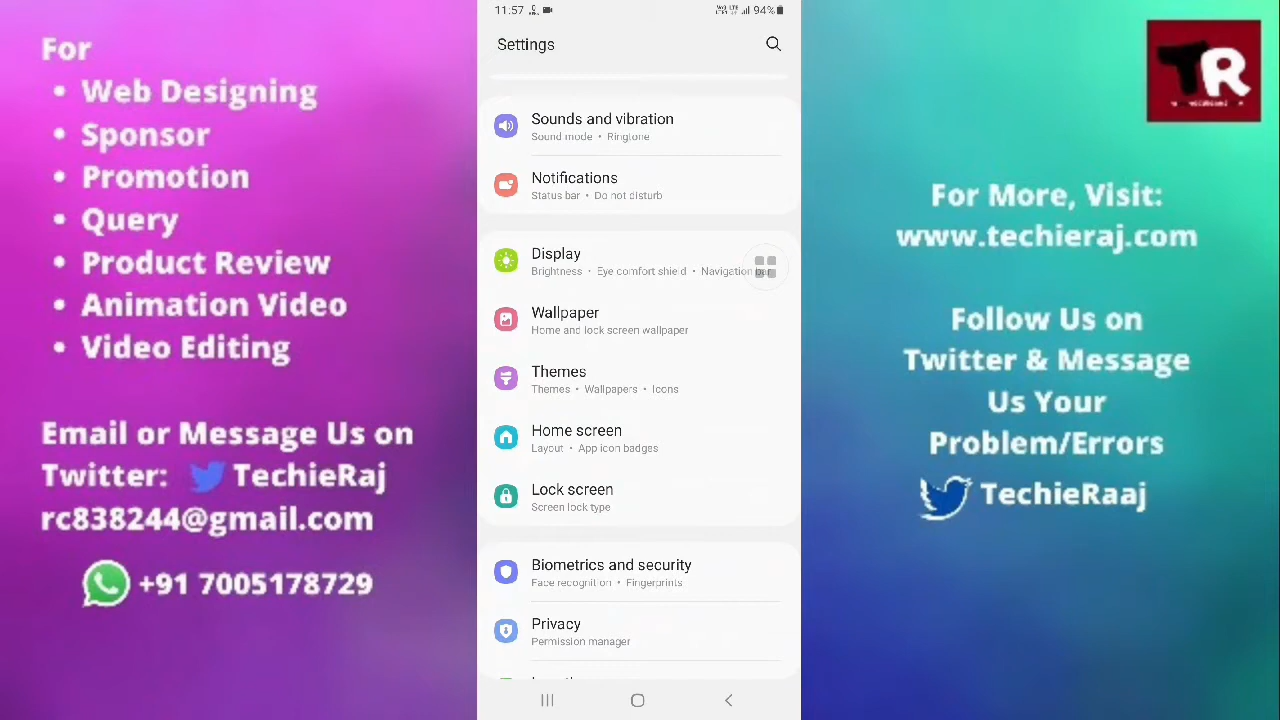 For
• Web Designing
• Sponsor
• Promotion
• Query
• Product Review
• Animation Video
• Video Editing
Email or Message Us on
Twitter: TechieRaj
rc838244@gmail.com
+91 7005178729
11:57 94%
Settings
Sounds and vibration
Sound mode • Ringtone
Notifications
Status bar • Do not disturb
Display
Brightness • Eye comfort shield • Navigation bar
Wallpaper
Home and lock screen wallpaper
Themes
Themes • Wallpapers • Icons
Home screen
Layout • App icon badges
Lock screen
Screen lock type
Biometrics and security
Face recognition • Fingerprints
Privacy
Permission manager
TR
For More, Visit:
www.techieraj.com
Follow Us on
Twitter & Message
Us Your
Problem/Errors
TechieRaaj